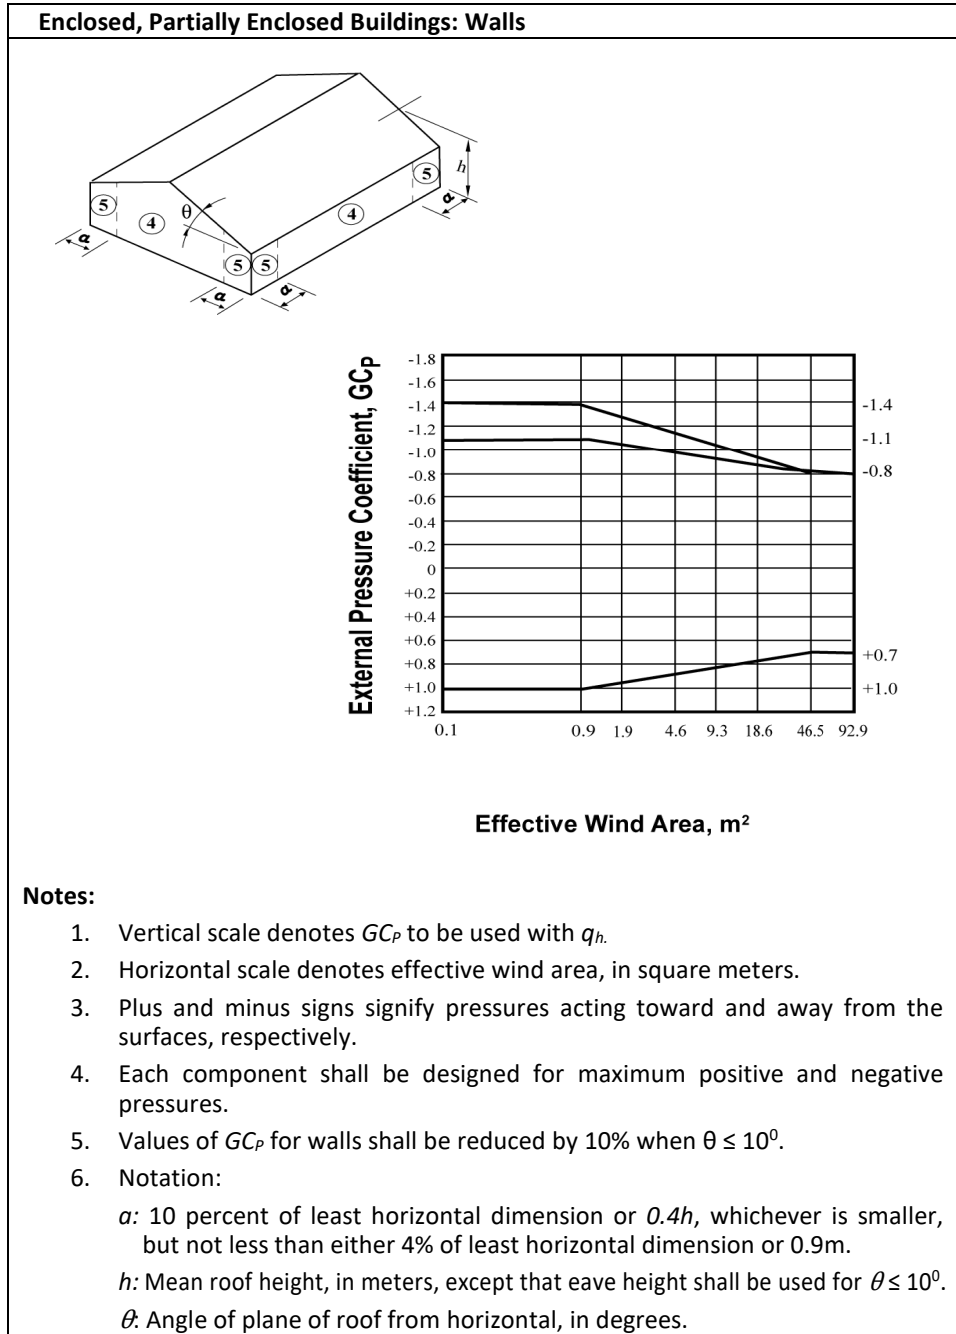 Enclosed, Partially Enclosed Buildings: Walls
h
5
5
a
4
θ
4
a
5
5
a
a
External Pressure Coefficient, GCP
-1.8
-1.6
-1.4
-1.2
-1.0
-0.8
-0.6
-0.4
-0.2
0
+0.2
+0.4
+0.6
+0.8
+1.0
+1.2
-1.4
-1.1
-0.8
+0.7
+1.0
0.1 0.9 1.9 4.6 9.3 18.6 46.5 92.9
Effective Wind Area, m²
Notes:
1. Vertical scale denotes GCP to be used with qh.
2. Horizontal scale denotes effective wind area, in square meters.
3. Plus and minus signs signify pressures acting toward and away from the
surfaces, respectively.
4. Each component shall be designed for maximum positive and negative
pressures.
5. Values of GCP for walls shall be reduced by 10% when θ ≤ 10⁰.
6. Notation:
a: 10 percent of least horizontal dimension or 0.4h, whichever is smaller,
but not less than either 4% of least horizontal dimension or 0.9m.
h: Mean roof height, in meters, except that eave height shall be used for θ ≤ 10⁰.
θ: Angle of plane of roof from horizontal, in degrees.